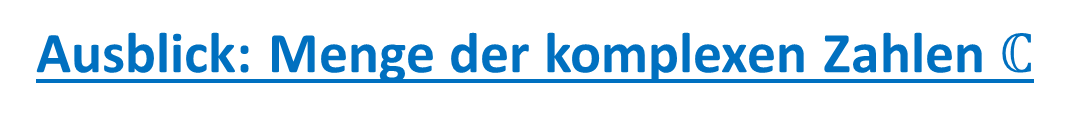 Ausblick: Menge der komplexen Zahlen ℂ